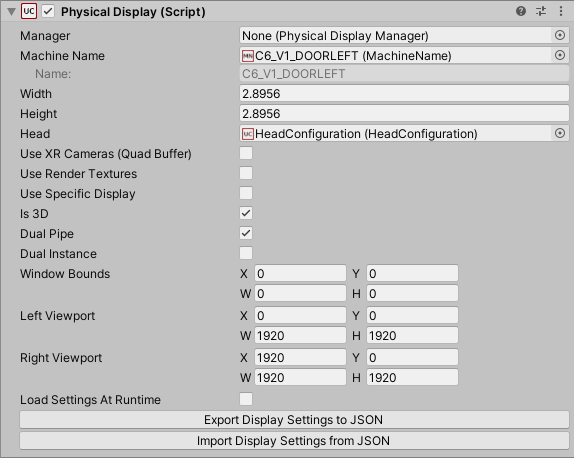 UC Physical Display (Script)
Manager None (Physical Display Manager)
Machine Name MN C6_V1_DOORLEFT (MachineName)
Name: C6_V1_DOORLEFT
Width 2.8956
Height 2.8956
Head UC HeadConfiguration (HeadConfiguration)
Use XR Cameras (Quad Buffer)
Use Render Textures
Use Specific Display
Is 3D
Dual Pipe
Dual Instance
Window Bounds X 0 Y 0
W 0 H 0
Left Viewport X 0 Y 0
W 1920 H 1920
Right Viewport X 1920 Y 0
W 1920 H 1920
Load Settings At Runtime
Export Display Settings to JSON
Import Display Settings from JSON